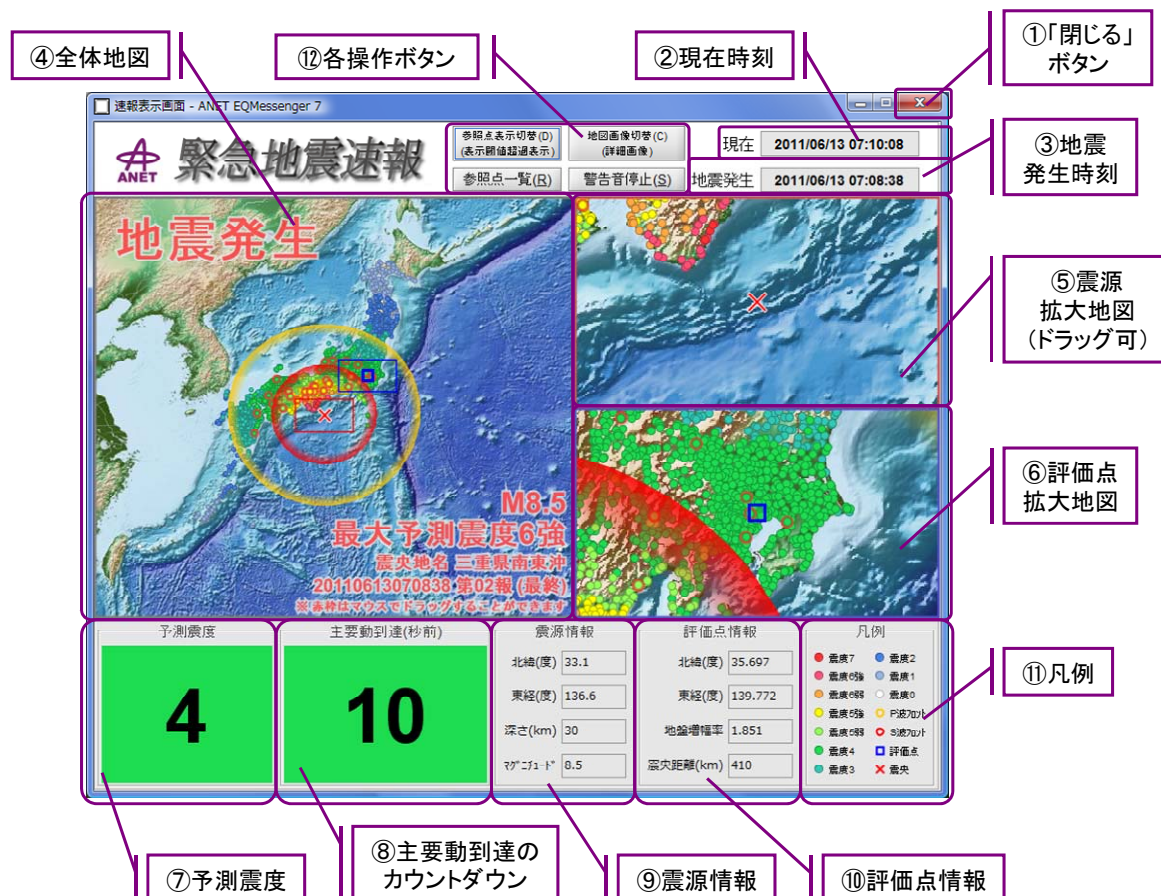 ④全体地図
⑫各操作ボタン
②現在時刻
①「閉じる」
ボタン
速報表示画面 - ANET EQMessenger 7
ANET
緊急地震速報
参照点表示切替(D)
(表示閾値超過表示)
地図画像切替(C)
(詳細画像)
参照点一覧(R)
警告音停止(S)
現在
2011/06/13 07:10:08
地震発生
2011/06/13 07:08:38
③地震
発生時刻
地震発生
M8.5
最大予測震度6強
震央地名 三重県南東沖
20110613070838 第02報 (最終)
※赤枠はマウスでドラッグすることができます
⑤震源
拡大地図
(ドラッグ可)
⑥評価点
拡大地図
予測震度
4
主要動到達(秒前)
10
震源情報
北緯(度) 33.1
東経(度) 136.6
深さ(km) 30
マグニチュード 8.5
評価点情報
北緯(度) 35.697
東経(度) 139.772
地盤増幅率 1.851
震央距離(km) 410
凡例
震度7
震度6強
震度6弱
震度5強
震度5弱
震度4
震度3
震度2
震度1
震度0
P波フロント
S波フロント
評価点
震央
⑪凡例
⑦予測震度
⑧主要動到達の
カウントダウン
⑨震源情報
⑩評価点情報